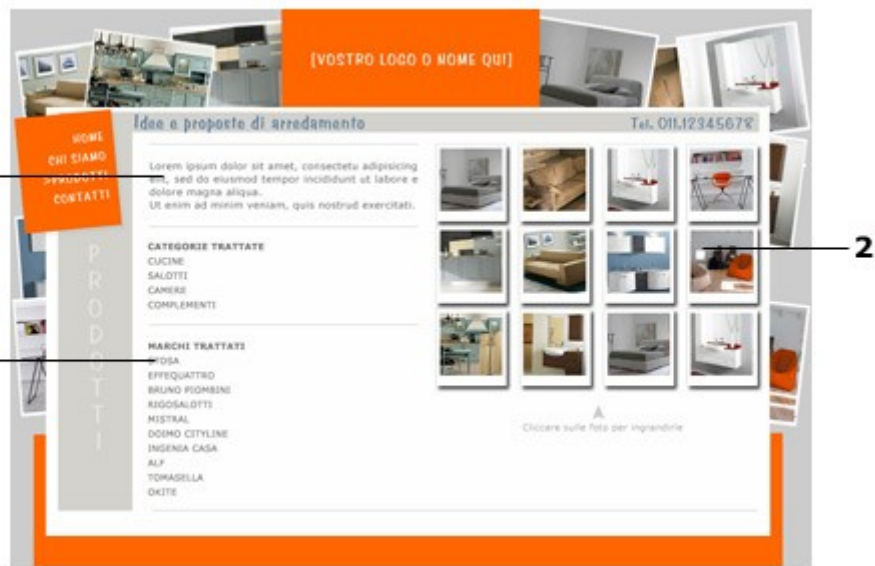 [VOSTRO LOGO O NOME QUI]
Idee e proposte di arredamento
Tel. 011.12345678
HOME
CHI SIAMO
>PRODOTTI
CONTATTI
PRODOTTI
Lorem ipsum dolor sit amet, consectetu adipisicing
elit, sed do eiusmod tempor incididunt ut labore e
dolore magna aliqua.
Ut enim ad minim veniam, quis nostrud exercitati.
CATEGORIE TRATTATE
CUCINE
SALOTTI
CAMERE
COMPLEMENTI
MARCHI TRATTATI
STOSA
EFFEQUATTRO
BRUNO PIOMBINI
RIGOSALOTTI
MISTRAL
DOIMO CITYLINE
INGENIA CASA
ALF
TOMASELLA
OKITE
Cliccare sulle foto per ingrandirle
2